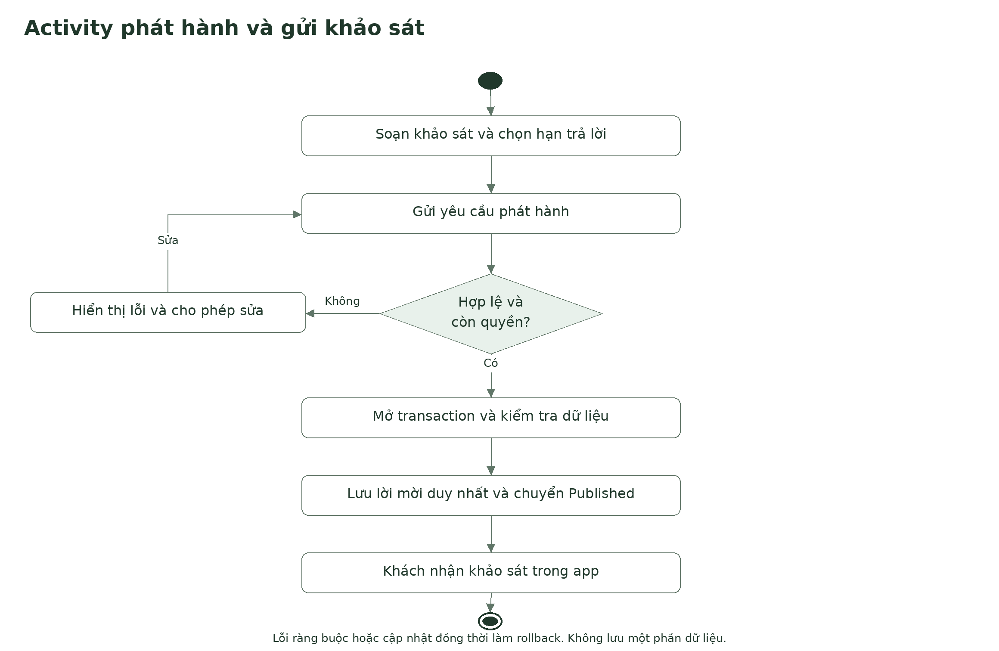 Activity phát hành và gửi khảo sát
Soạn khảo sát và chọn hạn trả lời
Gửi yêu cầu phát hành
Sửa
Hiển thị lỗi và cho phép sửa
Không
Hợp lệ và
còn quyền?
Có
Mở transaction và kiểm tra dữ liệu
Lưu lời mời duy nhất và chuyển Published
Khách nhận khảo sát trong app
Lỗi ràng buộc hoặc cập nhật đồng thời làm rollback. Không lưu một phần dữ liệu.